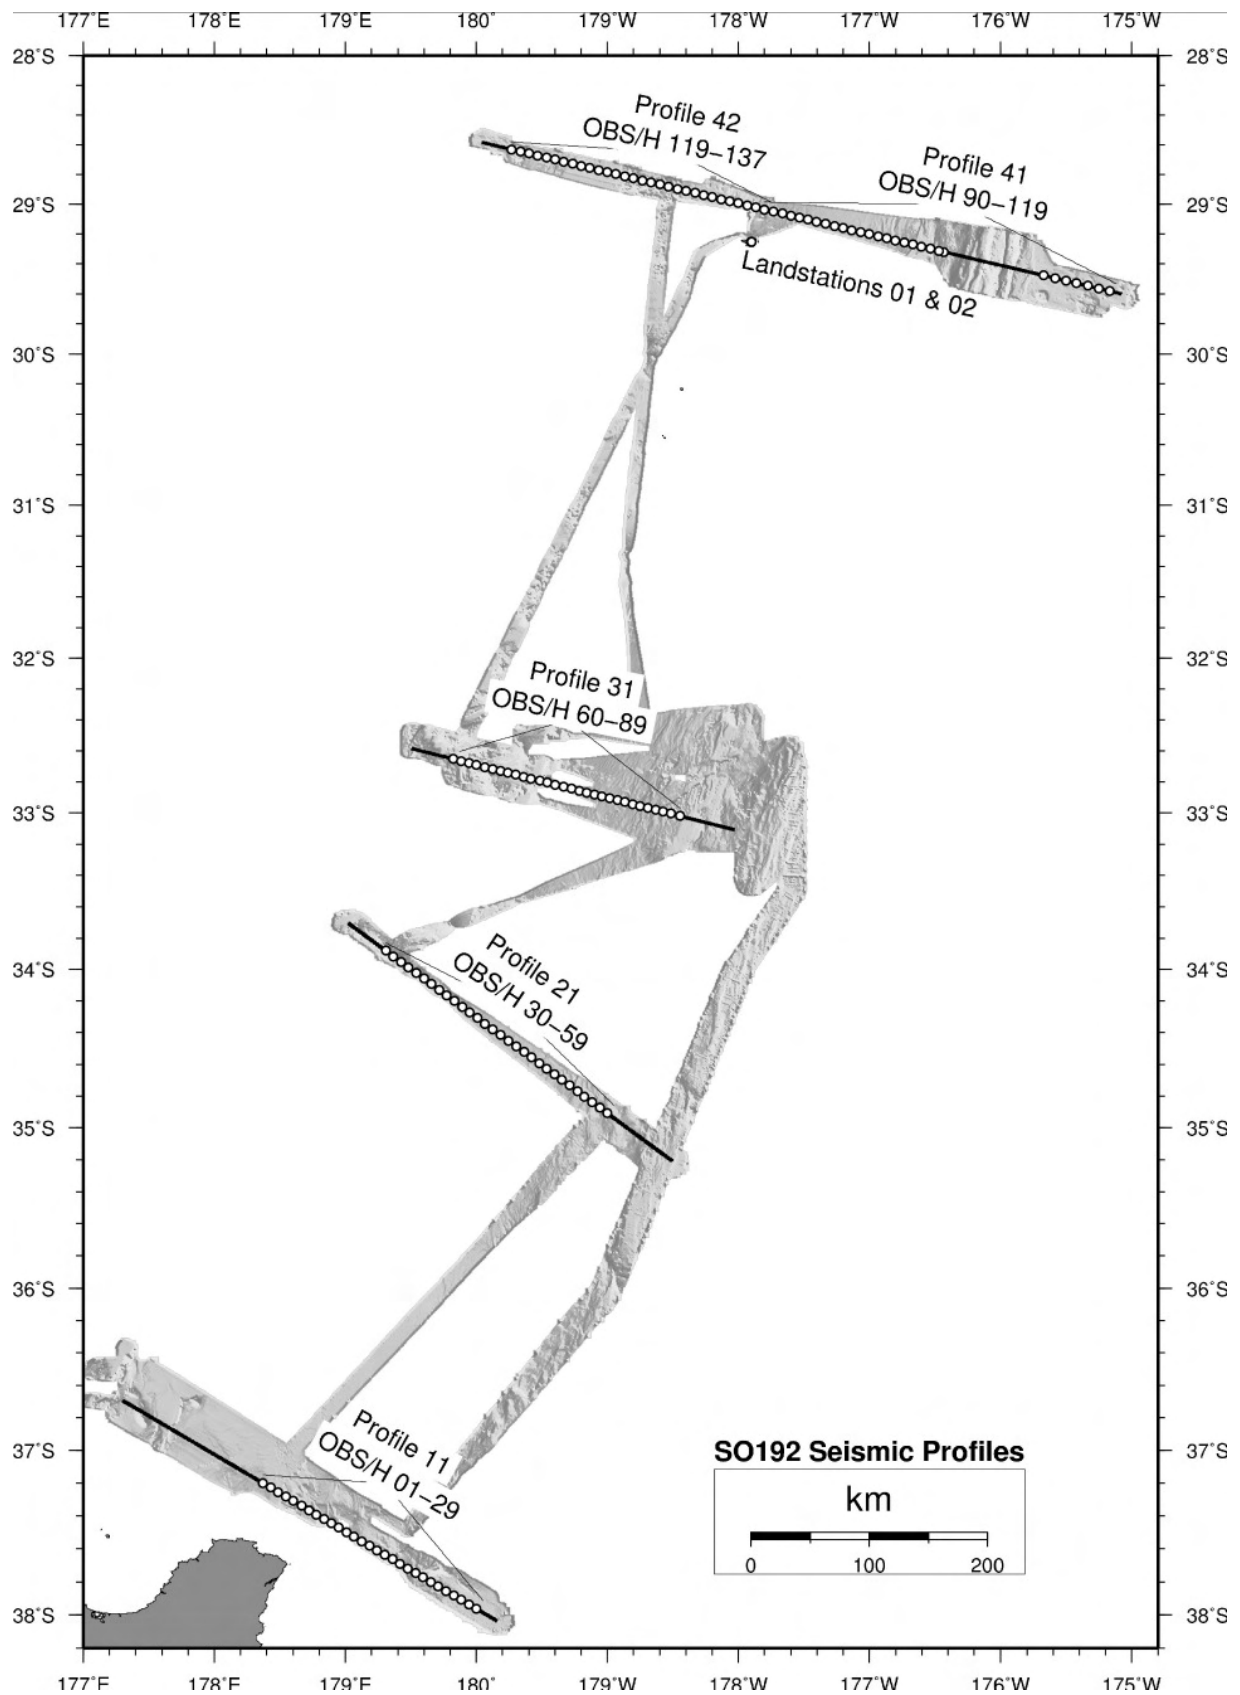 177˚E 178˚E 179˚E 180˚ 179˚W 178˚W 177˚W 176˚W 175˚W
28˚S 28˚S
Profile 42
OBS/H 119–137
Profile 41
OBS/H 90–119
29˚S 29˚S
Landstations 01 & 02
30˚S 30˚S
31˚S 31˚S
32˚S 32˚S
Profile 31
OBS/H 60–89
33˚S 33˚S
Profile 21
OBS/H 30–59
34˚S 34˚S
35˚S 35˚S
36˚S 36˚S
Profile 11
OBS/H 01–29
37˚S 37˚S
SO192 Seismic Profiles
km
0 100 200
38˚S 38˚S
177˚E 178˚E 179˚E 180˚ 179˚W 178˚W 177˚W 176˚W 175˚W